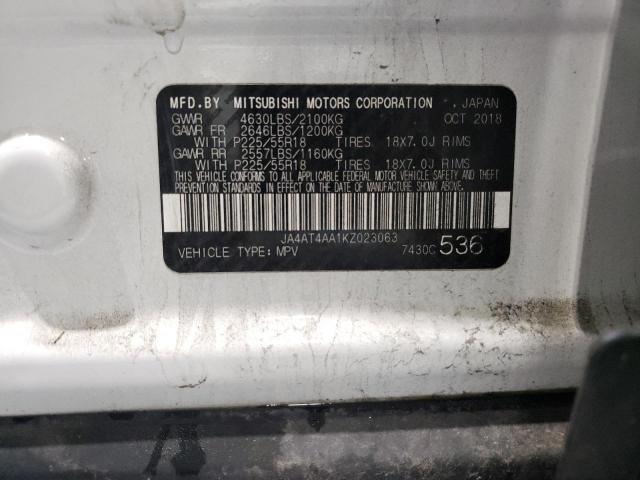 MFD.BY MITSUBISHI MOTORS CORPORATION , JAPAN
GVWR 4630LBS/2100KG OCT 2018
GAWR FR 2646LBS/1200KG
WITH P225/55R18 TIRES 18X7.0J RIMS
GAWR RR 2557LBS/1160KG
WITH P225/55R18 TIRES 18X7.0J RIMS
THIS VEHICLE CONFORMS TO ALL APPLICABLE FEDERAL MOTOR VEHICLE SAFETY BUMPER AND THEFT
PREVENTION STANDARDS IN EFFECT ON THE DATE OF MANUFACTURE SHOWN ABOVE.
JA4AT4AA1KZ023063
VEHICLE TYPE: MPV 7430C 536